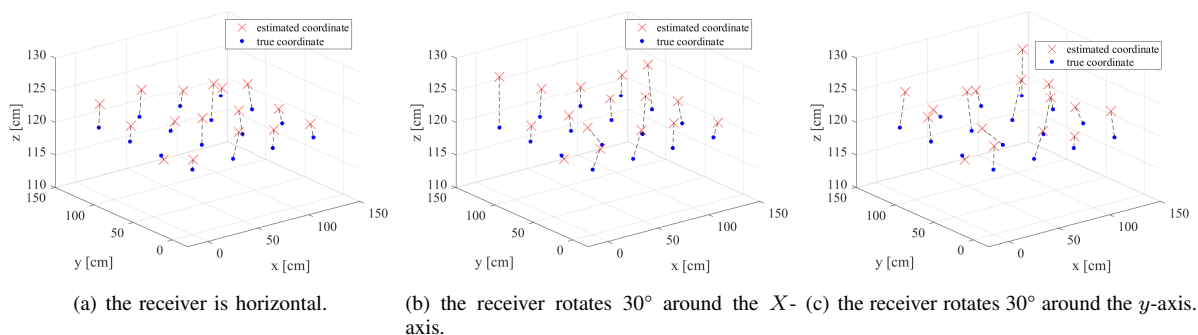 estimated coordinate
true coordinate
130
125
120
115
110
z [cm]
150
100
50
0
y [cm]
0
50
100
150
x [cm]
(a) the receiver is horizontal.
estimated coordinate
true coordinate
130
125
120
115
110
z [cm]
150
100
50
0
y [cm]
0
50
100
150
x [cm]
(b) the receiver rotates 30° around the X-
axis.
estimated coordinate
true coordinate
130
125
120
115
110
z [cm]
150
100
50
0
y [cm]
0
50
100
150
x [cm]
(c) the receiver rotates 30° around the y-axis.